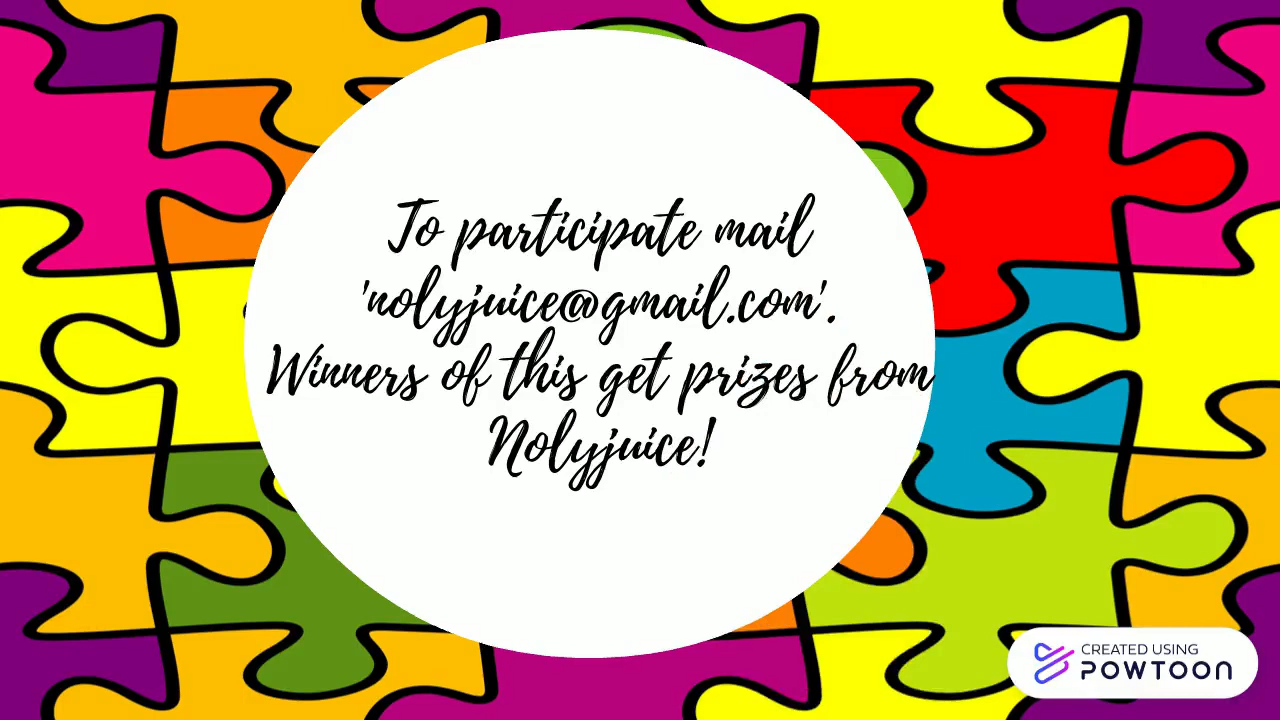 To participate mail
'nolyjuice@gmail.com'.
Winners of this get prizes from
Nolyjuice!
CREATED USING
POWTOON